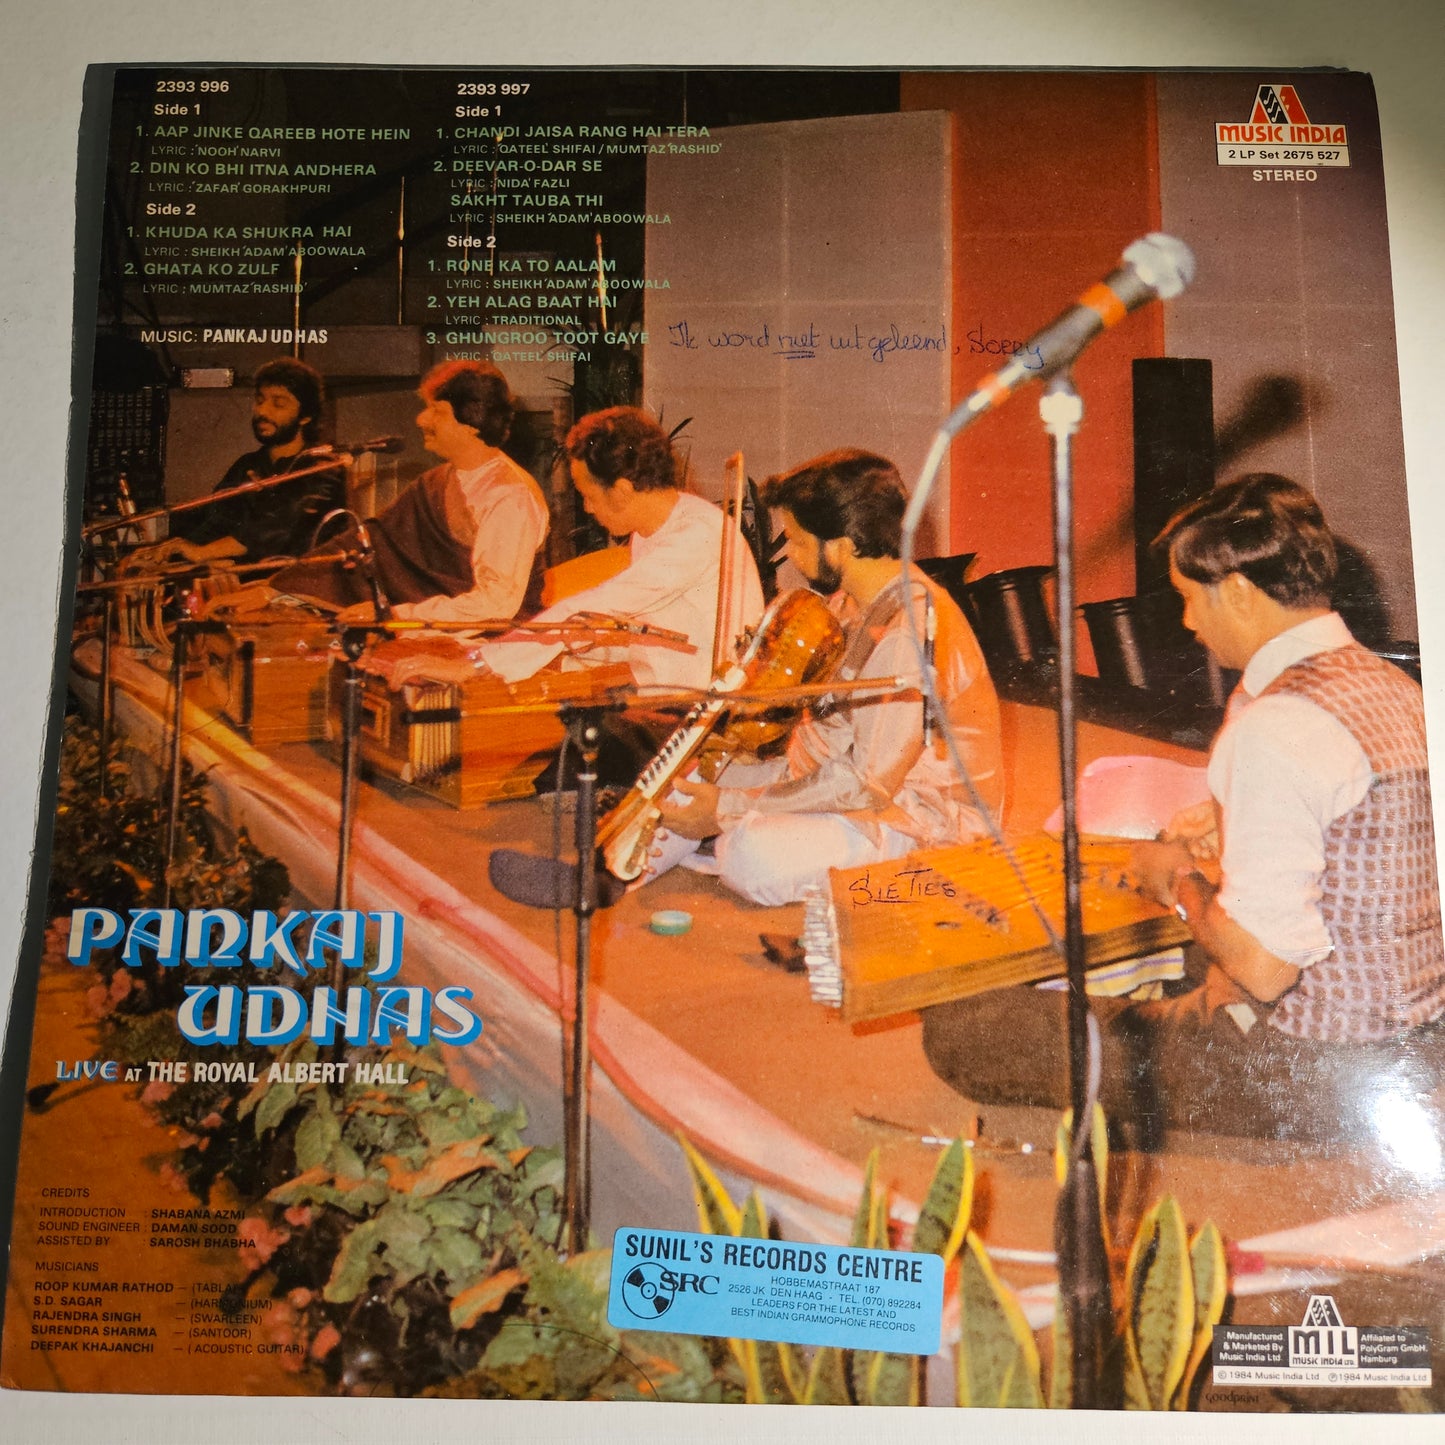 2393 996
Side 1
1. AAP JINKE QAREEB HOTE HEIN
LYRIC : 'NOOH' NARVI
2. DIN KO BHI ITNA ANDHERA
LYRIC : 'ZAFAR' GORAKHPURI
Side 2
1. KHUDA KA SHUKRA HAI
LYRIC : SHEIKH 'ADAM' ABOOWALA
2. GHATA KO ZULF
LYRIC : MUMTAZ 'RASHID'
MUSIC: PANKAJ UDHAS
2393 997
Side 1
1. CHANDI JAISA RANG HAI TERA
LYRIC : 'QATEEL' SHIFAI / MUMTAZ 'RASHID'
2. DEEVAR-O-DAR SE
LYRIC : 'NIDA' FAZLI
SAKHT TAUBA THI
LYRIC : SHEIKH 'ADAM' ABOOWALA
Side 2
1. RONE KA TO AALAM
LYRIC : SHEIKH 'ADAM' ABOOWALA
2. YEH ALAG BAAT HAI
LYRIC : TRADITIONAL
3. GHUNGROO TOOT GAYE
LYRIC : 'QATEEL' SHIFAI
MUSIC INDIA
2 LP Set 2675 527
STEREO
Ik word niet uitgeleend, Sorry
PANKAJ
UDHAS
LIVE AT THE ROYAL ALBERT HALL
CREDITS
INTRODUCTION : SHABANA AZMI
SOUND ENGINEER : DAMAN SOOD
ASSISTED BY : SAROSH BHABHA
MUSICIANS
ROOP KUMAR RATHOD — (TABLA)
S.D. SAGAR — (HARMONIUM)
RAJENDRA SINGH — (SWARLEEN)
SURENDRA SHARMA — (SANTOOR)
DEEPAK KHAJANCHI — (ACOUSTIC GUITAR)
SUNIL'S RECORDS CENTRE
SRC
HOBBEMASTRAAT 187
2526 JK DEN HAAG - TEL. (070) 892284
LEADERS FOR THE LATEST AND
BEST INDIAN GRAMMOPHONE RECORDS
Manufactured
& Marketed By
Music India Ltd.
MIL
MUSIC INDIA LTD.
Affiliated to
PolyGram GmbH.
Hamburg
© 1984 Music India Ltd ℗ 1984 Music India Ltd
GOODPRINT